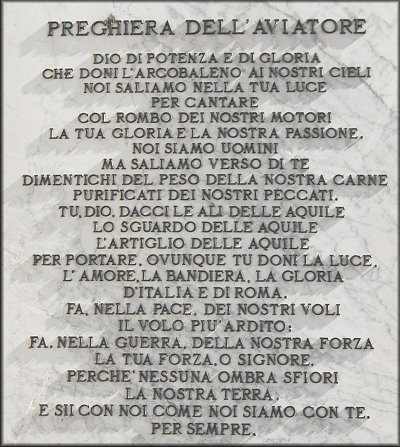 PREGHIERA DELL'AVIATORE
DIO DI POTENZA E DI GLORIA
CHE DONI L'ARCOBALENO AI NOSTRI CIELI
NOI SALIAMO NELLA TUA LUCE
PER CANTARE
COL ROMBO DEI NOSTRI MOTORI
LA TUA GLORIA E LA NOSTRA PASSIONE.
NOI SIAMO UOMINI
MA SALIAMO VERSO DI TE
DIMENTICHI DEL PESO DELLA NOSTRA CARNE
PURIFICATI DEI NOSTRI PECCATI.
TU, DIO, DACCI LE ALI DELLE AQUILE
LO SGUARDO DELLE AQUILE
L'ARTIGLIO DELLE AQUILE
PER PORTARE, OVUNQUE TU DONI LA LUCE,
L'AMORE, LA BANDIERA, LA GLORIA
D'ITALIA E DI ROMA.
FA, NELLA PACE, DEI NOSTRI VOLI
IL VOLO PIU' ARDITO:
FA, NELLA GUERRA, DELLA NOSTRA FORZA
LA TUA FORZA, O SIGNORE,
PERCHE' NESSUNA OMBRA SFIORI
LA NOSTRA TERRA.
E SII CON NOI COME NOI SIAMO CON TE,
PER SEMPRE.